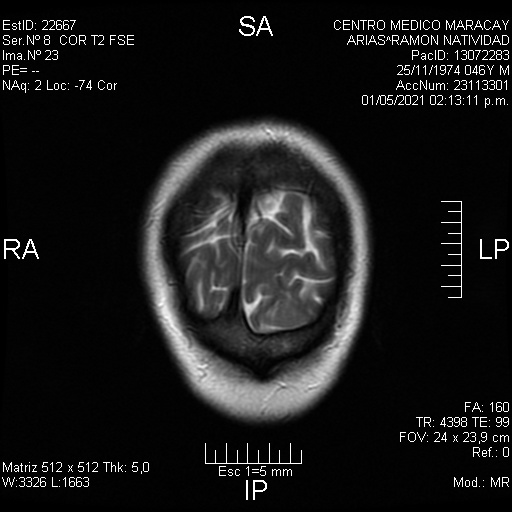 EstID: 22667
Ser.Nº 8 COR T2 FSE
Ima.Nº 23
PE= --
NAq: 2 Loc: -74 Cor
SA
CENTRO MEDICO MARACAY
ARIAS^RAMON NATIVIDAD
PacID: 13072283
25/11/1974 046Y M
AccNum: 23113301
01/05/2021 02:13:11 p.m.
RA
LP
FA: 160
TR: 4398 TE: 99
FOV: 24 x 23,9 cm
Ref.: 0
Matriz 512 x 512 Thk: 5,0
W:3326 L:1663
Esc 1=5 mm
IP
Mod.: MR